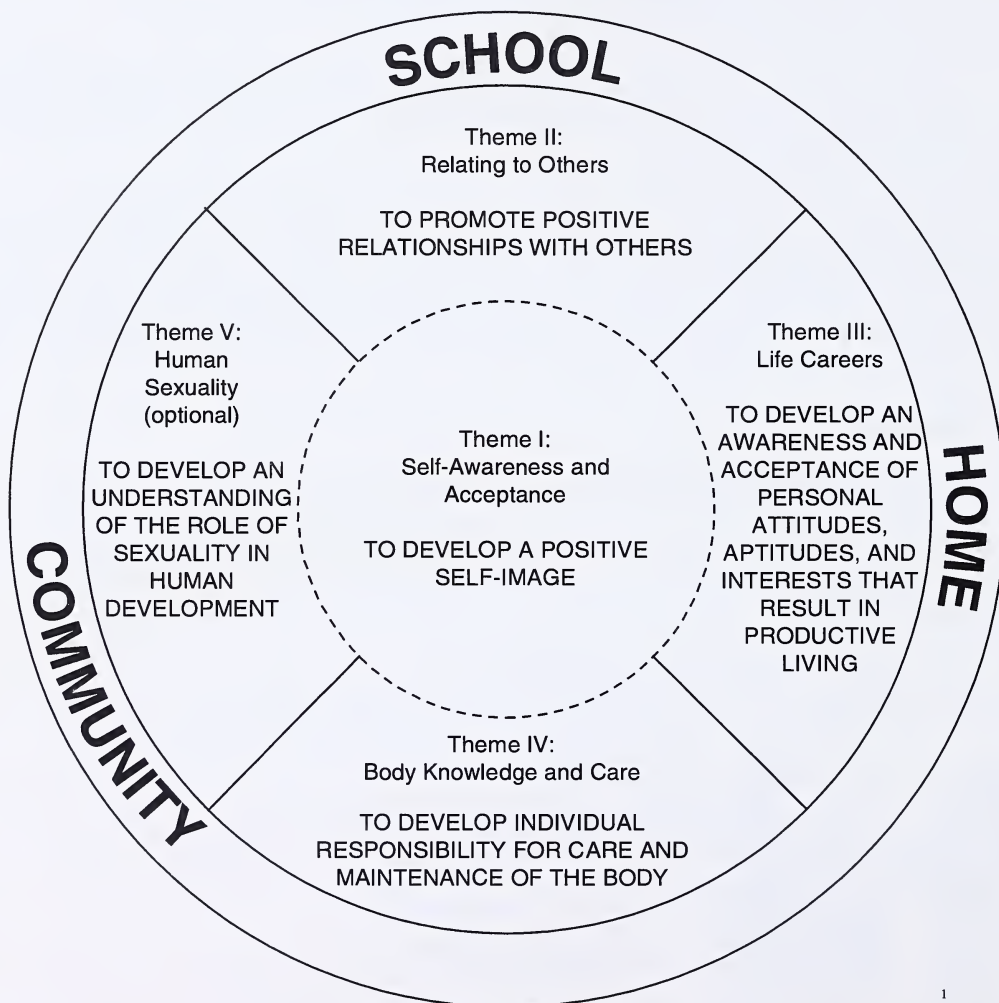 SCHOOL
Theme II:
Relating to Others
TO PROMOTE POSITIVE
RELATIONSHIPS WITH OTHERS
Theme V:
Human
Sexuality
(optional)
TO DEVELOP AN
UNDERSTANDING
OF THE ROLE OF
SEXUALITY IN
HUMAN
DEVELOPMENT
Theme I:
Self-Awareness and
Acceptance
TO DEVELOP A POSITIVE
SELF-IMAGE
Theme III:
Life Careers
TO DEVELOP AN
AWARENESS AND
ACCEPTANCE OF
PERSONAL
ATTITUDES,
APTITUDES, AND
INTERESTS THAT
RESULT IN
PRODUCTIVE
LIVING
HOME
COMMUNITY
Theme IV:
Body Knowledge and Care
TO DEVELOP INDIVIDUAL
RESPONSIBILITY FOR CARE AND
MAINTENANCE OF THE BODY
1